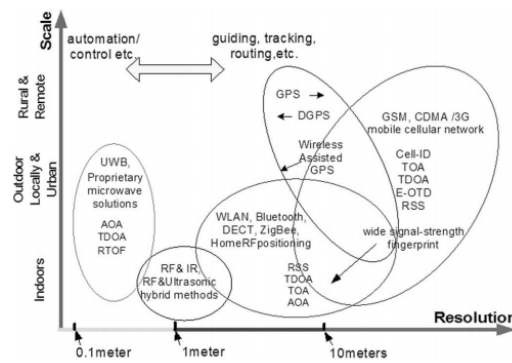 Scale
Rural & Remote
Outdoor Locally & Urban
Indoors
automation/
control etc.
guiding, tracking,
routing,etc.
GPS
DGPS
Wireless
Assisted
GPS
GSM, CDMA /3G
mobile cellular network
Cell-ID
TOA
TDOA
E-OTD
RSS
UWB,
Proprietary
microwave
solutions
AOA
TDOA
RTOF
WLAN, Bluetooth,
DECT, ZigBee,
HomeRFpositioning
RSS
TDOA
TOA
AOA
wide signal-strength
fingerprint
RF& IR,
RF&Ultrasonic
hybrid methods
Resolution
0.1meter
1meter
10meters